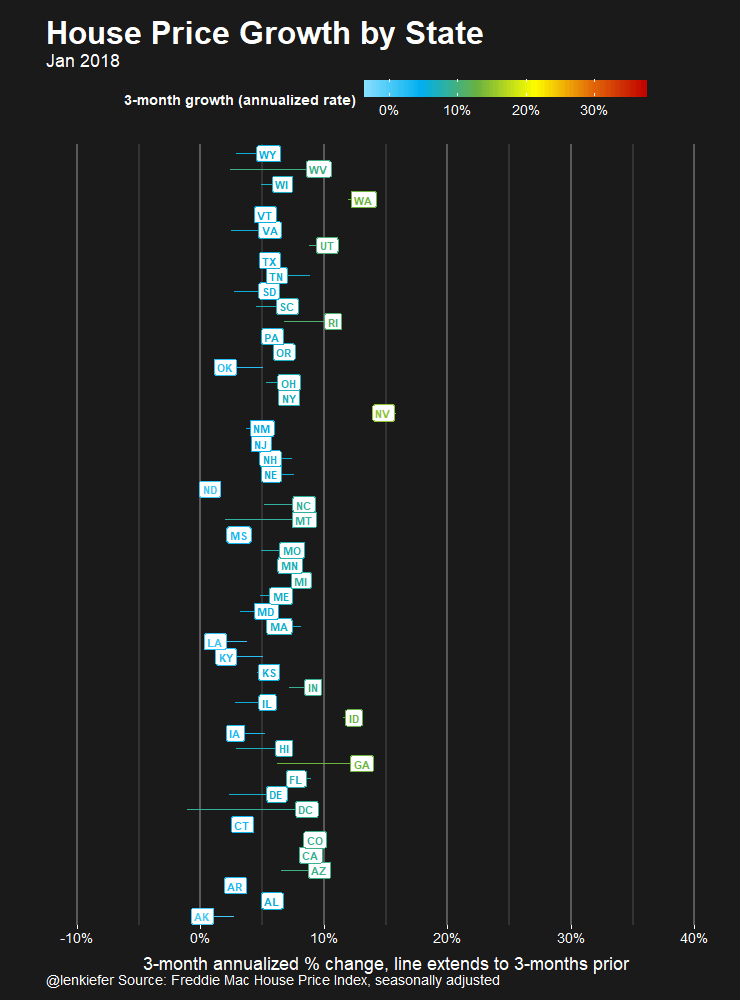 House Price Growth by State
Jan 2018
3-month growth (annualized rate)
0% 10% 20% 30%
WY
WV
WI
WA
VT
VA
UT
TX
TN
SD
SC
RI
PA
OR
OK
OH
NY
NV
NM
NJ
NH
NE
ND
NC
MT
MS
MO
MN
MI
ME
MD
MA
LA
KY
KS
IN
IL
ID
IA
HI
GA
FL
DE
DC
CT
CO
CA
AZ
AR
AL
AK
-10% 0% 10% 20% 30% 40%
3-month annualized % change, line extends to 3-months prior
@lenkiefer Source: Freddie Mac House Price Index, seasonally adjusted